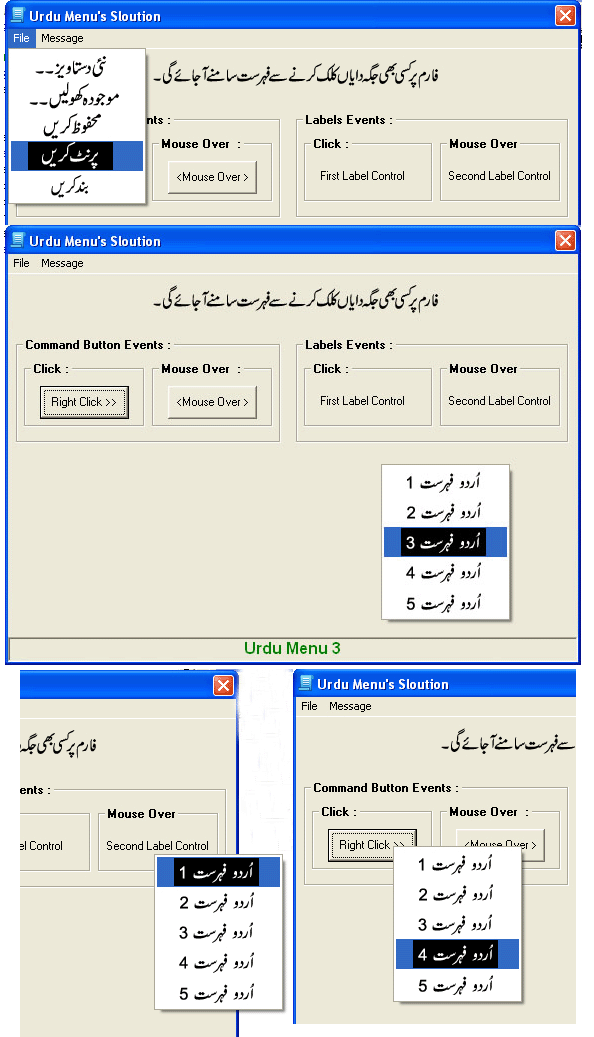 Urdu Menu's Sloution
File Message
نئی دستاویز۔۔
موجودہ کھولیں۔۔
محفوظ کریں
پرنٹ کریں
بند کریں
فارم پر کسی بھی جگہ دایاں کلک کرنے سے فہرست سامنے آ جائے گی۔
nts :
Mouse Over :
<Mouse Over >
Labels Events :
Click :
First Label Control
Mouse Over
Second Label Control
Urdu Menu's Sloution
File Message
فارم پر کسی بھی جگہ دایاں کلک کرنے سے فہرست سامنے آ جائے گی۔
Command Button Events :
Click :
Right Click >>
Mouse Over :
<Mouse Over >
Labels Events :
Click :
First Label Control
Mouse Over
Second Label Control
اُردو فہرست 1
اُردو فہرست 2
اُردو فہرست 3
اُردو فہرست 4
اُردو فہرست 5
Urdu Menu 3
فارم پر کسی بھی جگہ
ents :
Mouse Over
el Control
Second Label Control
اُردو فہرست 1
اُردو فہرست 2
اُردو فہرست 3
اُردو فہرست 4
اُردو فہرست 5
Urdu Menu's Sloution
File Message
سے فہرست سامنے آ جائے گی۔
Command Button Events :
Click :
Right Click >>
Mouse Over :
<Mouse Over >
اُردو فہرست 1
اُردو فہرست 2
اُردو فہرست 3
اُردو فہرست 4
اُردو فہرست 5